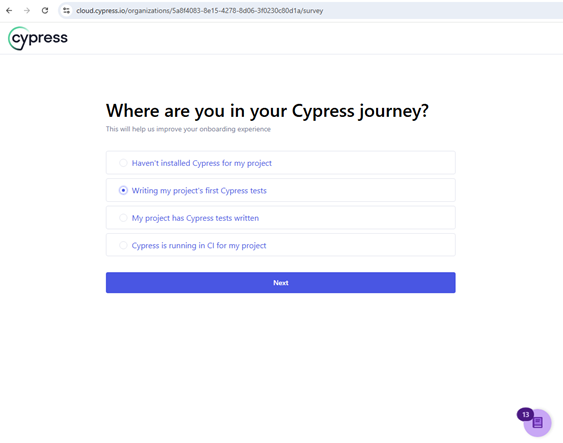 cloud.cypress.io/organizations/5a8f4083-8e15-4278-8d06-3f0230c80d1a/survey
cypress
Where are you in your Cypress journey?
This will help us improve your onboarding experience
Haven't installed Cypress for my project
Writing my project's first Cypress tests
My project has Cypress tests written
Cypress is running in CI for my project
Next
13